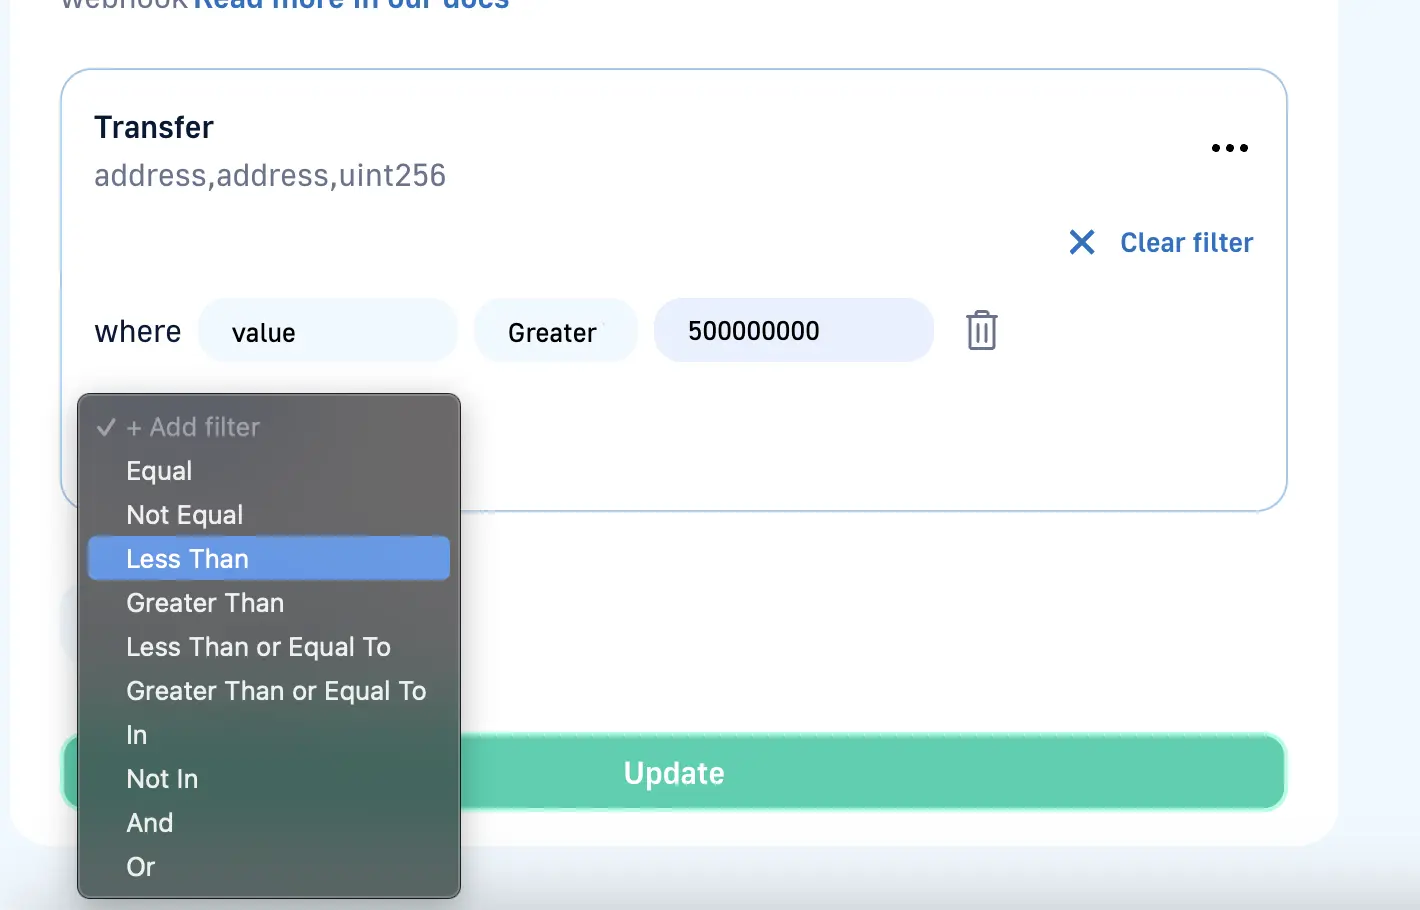 webhook Read more in our docs
Transfer
address,address,uint256
Clear filter
where value Greater 500000000
+ Add filter
Equal
Not Equal
Less Than
Greater Than
Less Than or Equal To
Greater Than or Equal To
In
Not In
And
Or
Update